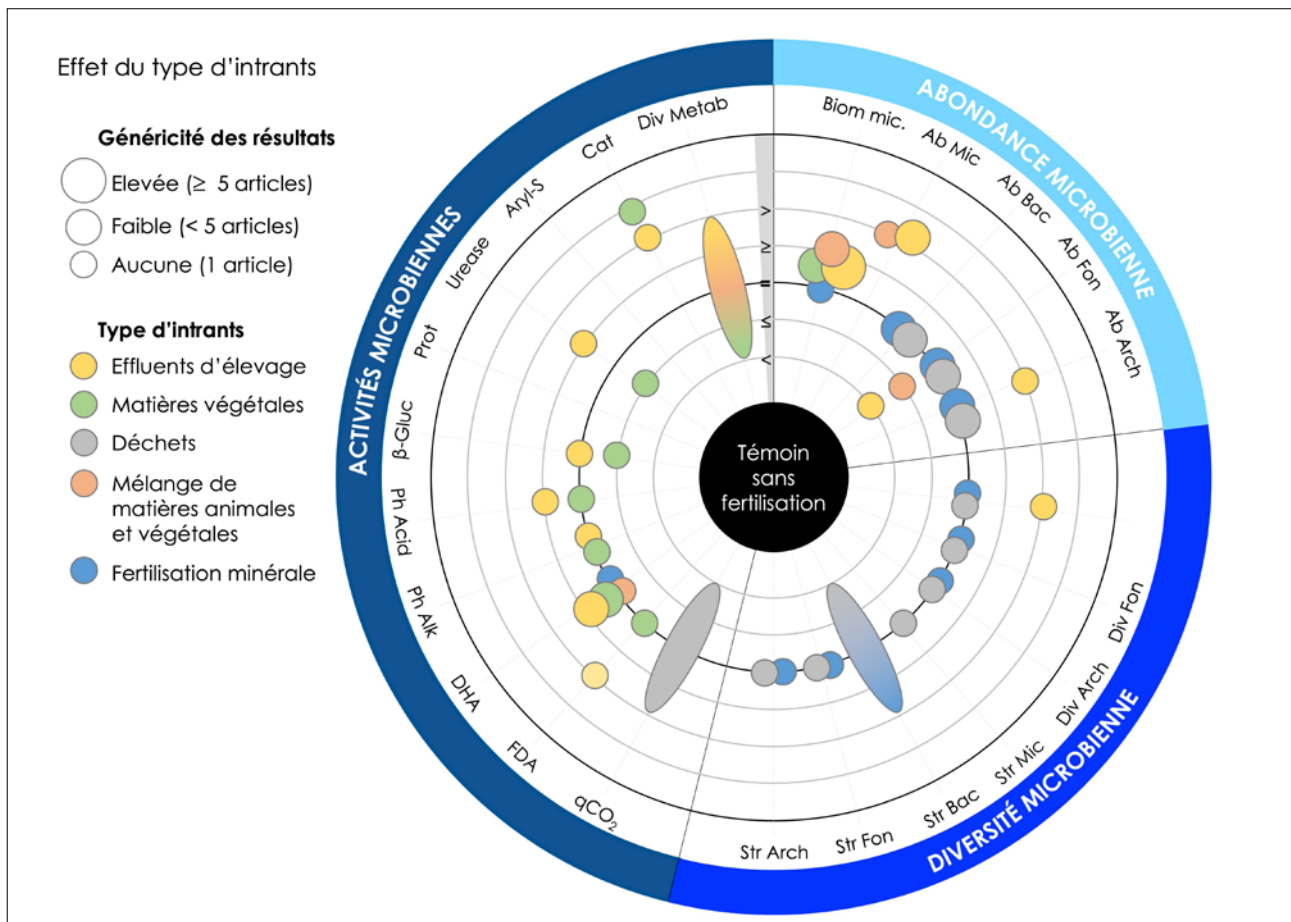 Effet du type d'intrants
Généricité des résultats
Elevée (≥ 5 articles)
Faible (< 5 articles)
Aucune (1 article)
Type d'intrants
Effluents d'élevage
Matières végétales
Déchets
Mélange de
matières animales
et végétales
Fertilisation minérale
ABONDANCE MICROBIENNE
Biom mic.
Ab Mic
Ab Bac
Ab Fon
Ab Arch
DIVERSITÉ MICROBIENNE
Div Fon
Div Arch
Str Mic
Str Bac
Str Fon
Str Arch
ACTIVITÉS MICROBIENNES
qCO₂
FDA
DHA
Ph Alk
Ph Acid
β-Gluc
Prot
Urease
Aryl-S
Cat
Div Metab
>
≥
=
≤
<
Témoin
sans
fertilisation